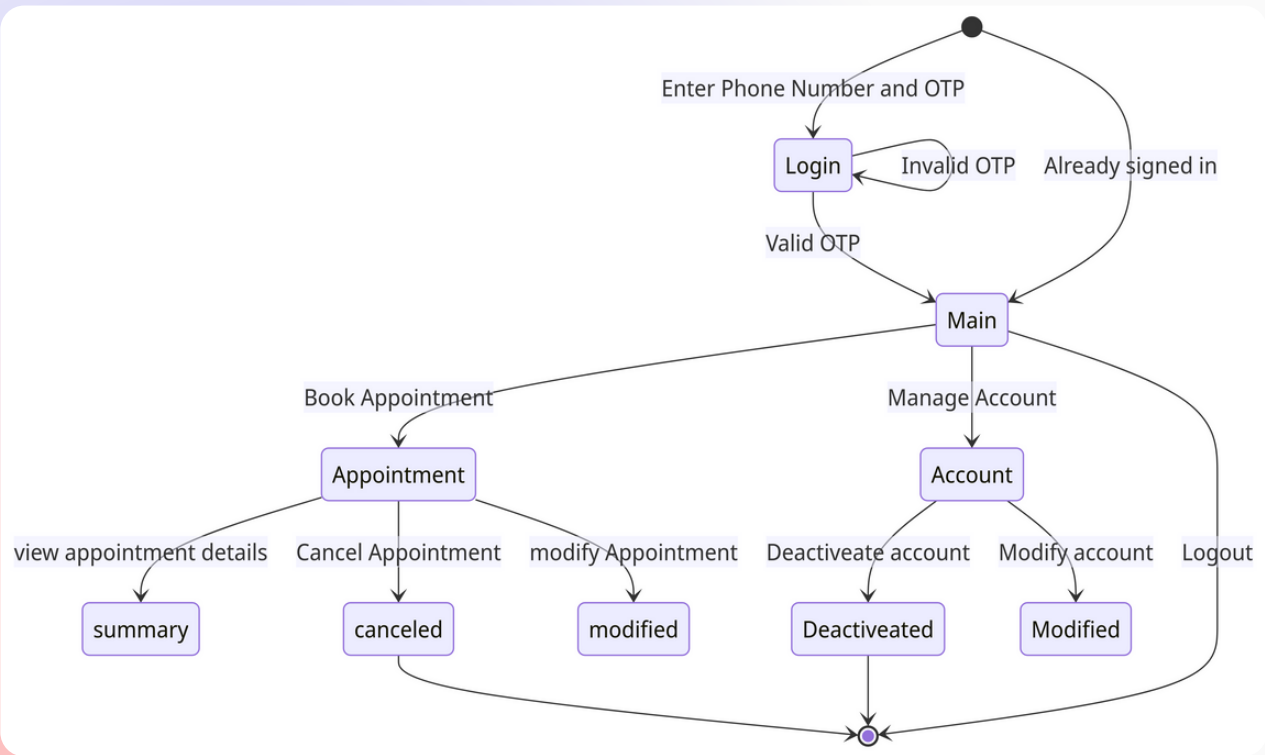 Enter Phone Number and OTP
Login
Invalid OTP
Already signed in
Valid OTP
Main
Book Appointment
Manage Account
Appointment
Account
view appointment details
Cancel Appointment
modify Appointment
Deactiveate account
Modify account
Logout
summary
canceled
modified
Deactiveated
Modified